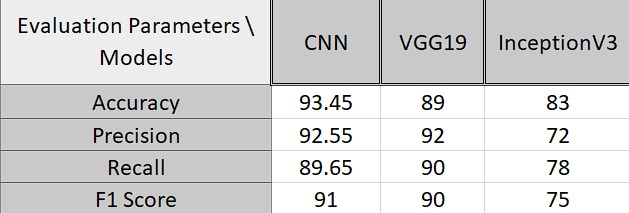 Evaluation Parameters \
Models
CNN VGG19 InceptionV3
Accuracy 93.45 89 83
Precision 92.55 92 72
Recall 89.65 90 78
F1 Score 91 90 75